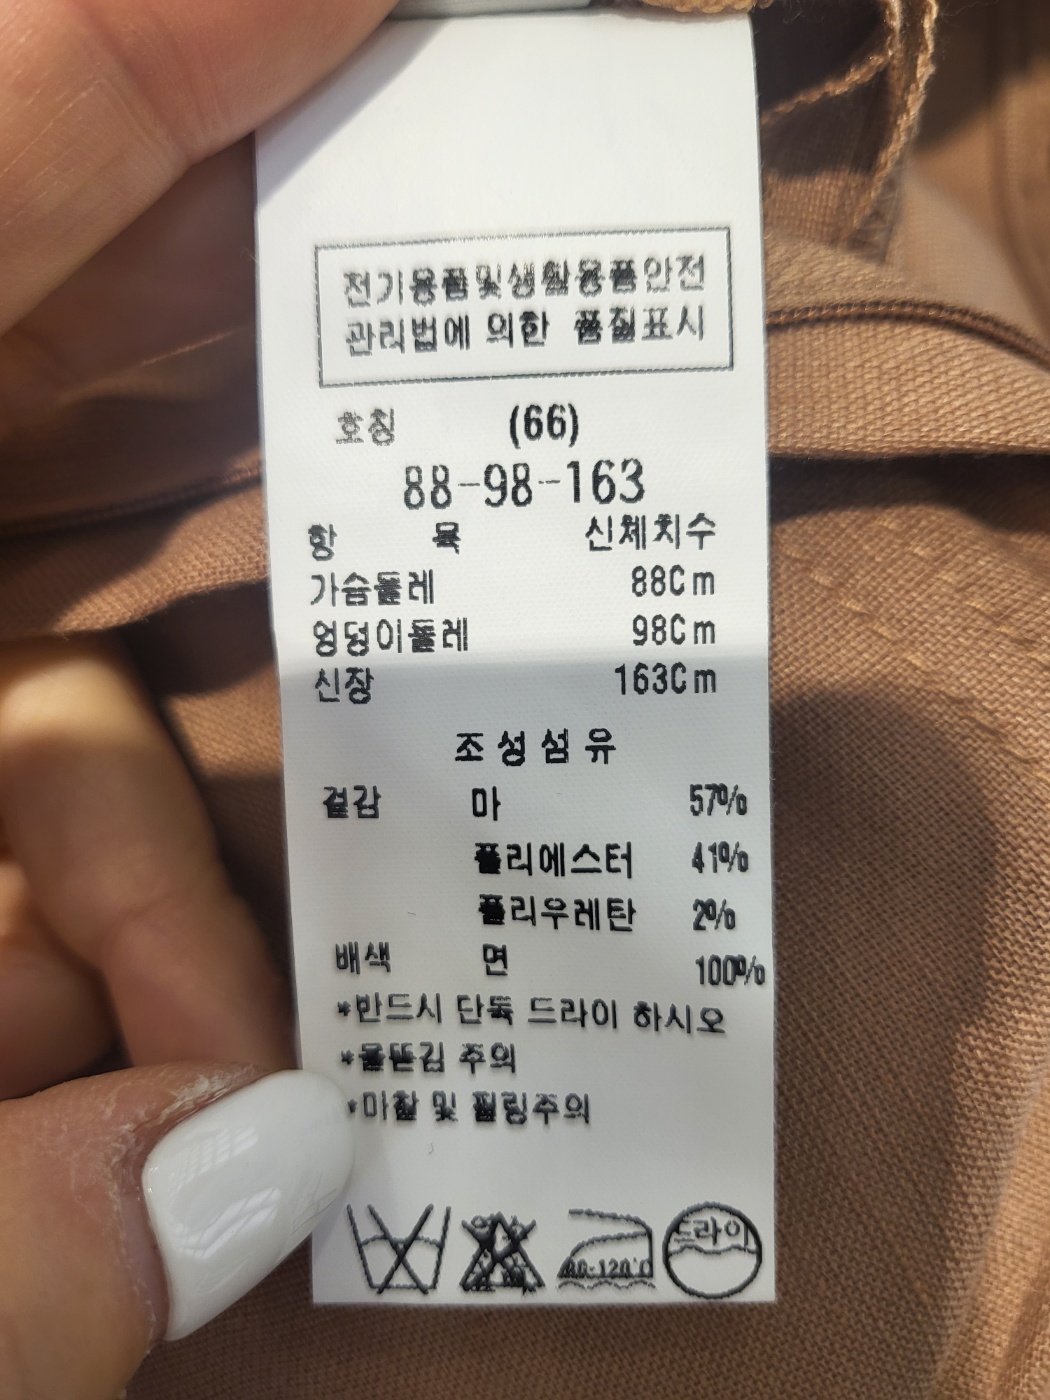 전기용품및생활용품안전
관리법에 의한 품질표시
호칭 (66)
88-98-163
항 목 신체치수
가슴둘레 88Cm
엉덩이둘레 98Cm
신장 163Cm
조성섬유
겉감 마 57%
폴리에스터 41%
폴리우레탄 2%
배색 면 100%
*반드시 단독 드라이 하시오
*물뜯김 주의
*마찰 및 필링주의
80-120℃
드라이